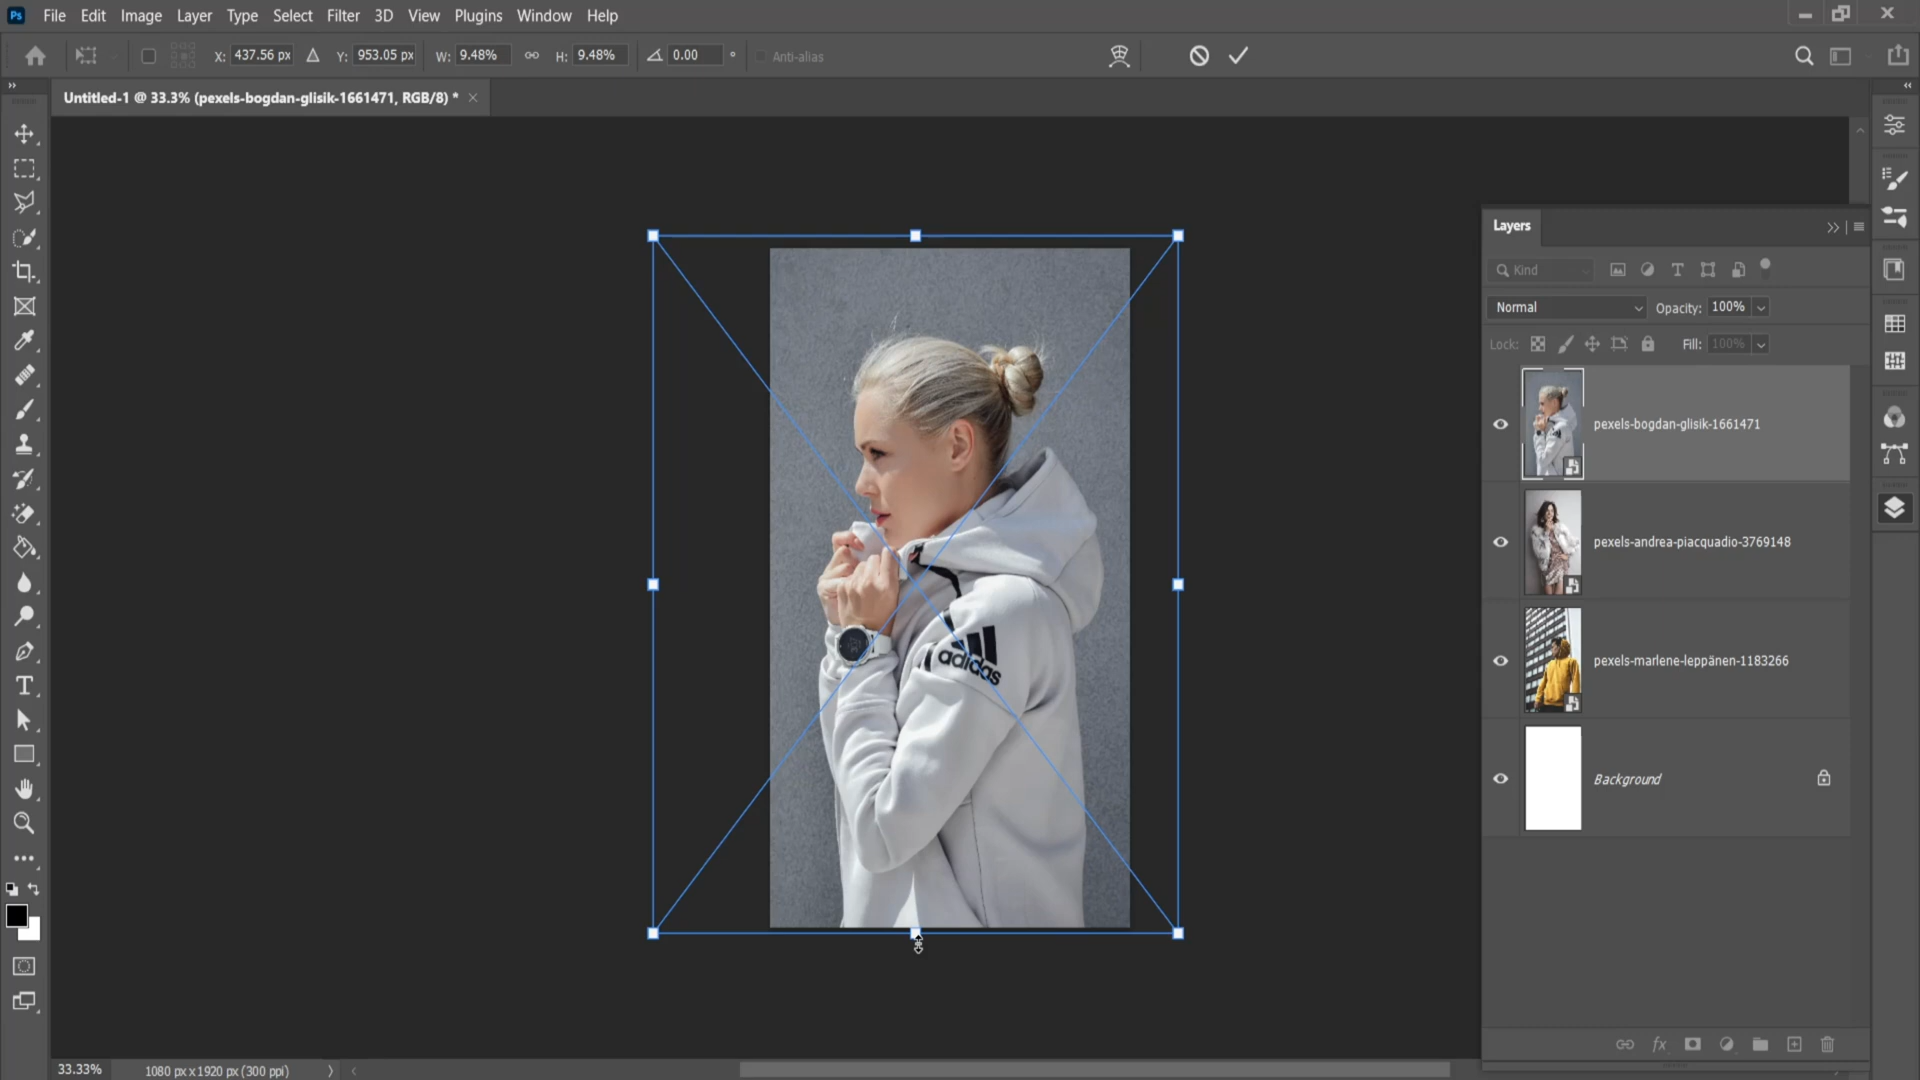 Ps File Edit Image Layer Type Select Filter 3D View Plugins Window Help
X: 437.56 px Y: 953.05 px W: 9.48% H: 9.48% 0.00 ° Anti-alias
Untitled-1 @ 33.3% (pexels-bogdan-glisik-1661471, RGB/8) *
Layers
Kind
Normal Opacity: 100%
Lock: Fill: 100%
pexels-bogdan-glisik-1661471
pexels-andrea-piacquadio-3769148
pexels-marlene-leppänen-1183266
Background
adidas
fx
33.33% 1080 px x 1920 px (300 ppi)